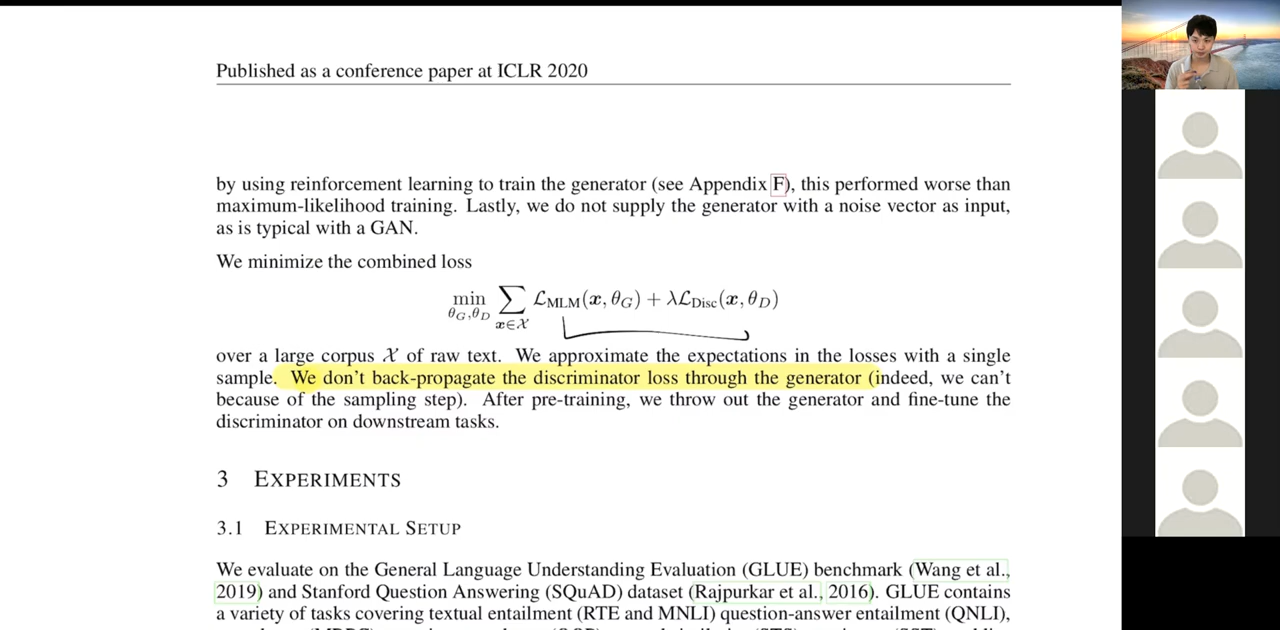 Published as a conference paper at ICLR 2020
by using reinforcement learning to train the generator (see Appendix F), this performed worse than
maximum-likelihood training. Lastly, we do not supply the generator with a noise vector as input,
as is typical with a GAN.
We minimize the combined loss
min θ_G,θ_D ∑ x∈𝒳 ℒ_MLM(x, θ_G) + λℒ_Disc(x, θ_D)
over a large corpus 𝒳 of raw text. We approximate the expectations in the losses with a single
sample. We don't back-propagate the discriminator loss through the generator (indeed, we can't
because of the sampling step). After pre-training, we throw out the generator and fine-tune the
discriminator on downstream tasks.
3 EXPERIMENTS
3.1 EXPERIMENTAL SETUP
We evaluate on the General Language Understanding Evaluation (GLUE) benchmark (Wang et al.,
2019) and Stanford Question Answering (SQuAD) dataset (Rajpurkar et al., 2016). GLUE contains
a variety of tasks covering textual entailment (RTE and MNLI) question-answer entailment (QNLI),